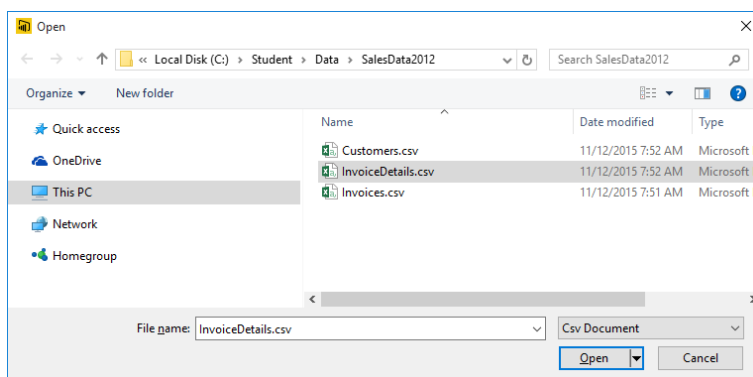 Open
« Local Disk (C:) > Student > Data > SalesData2012
Search SalesData2012
Organize
New folder
Quick access
OneDrive
This PC
Network
Homegroup
Name Date modified Type
Customers.csv 11/12/2015 7:52 AM Microsoft
InvoiceDetails.csv 11/12/2015 7:52 AM Microsoft
Invoices.csv 11/12/2015 7:51 AM Microsoft
File name: InvoiceDetails.csv
Csv Document
Open Cancel